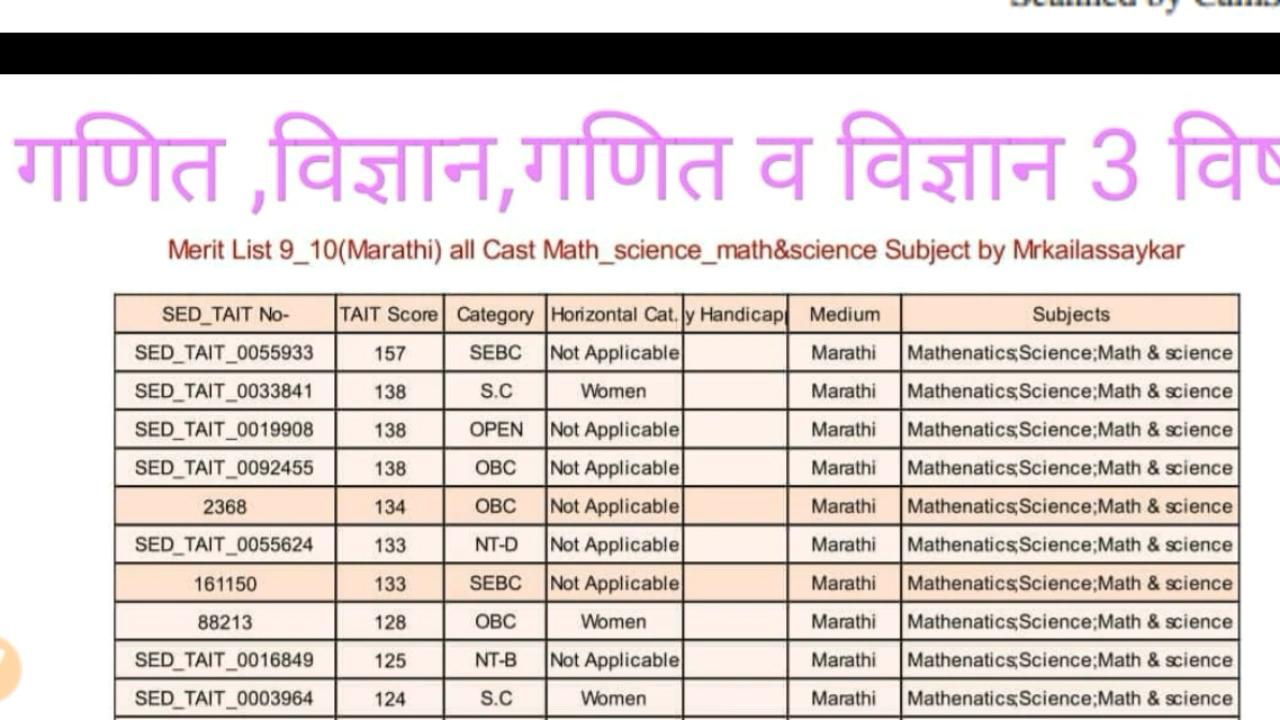 गणित ,विज्ञान,गणित व विज्ञान 3
Merit List 9_10(Marathi) all Cast Math_science_math&science Subject by Mrkailassaykar
SED_TAIT No- TAIT Score Category Horizontal Cat. y Handicap Medium Subjects
SED_TAIT_0055933 157 SEBC Not Applicable Marathi Mathenatics;Science;Math & science
SED_TAIT_0033841 138 S.C Women Marathi Mathenatics;Science;Math & science
SED_TAIT_0019908 138 OPEN Not Applicable Marathi Mathenatics;Science;Math & science
SED_TAIT_0092455 138 OBC Not Applicable Marathi Mathenatics;Science;Math & science
2368 134 OBC Not Applicable Marathi Mathenatics;Science;Math & science
SED_TAIT_0055624 133 NT-D Not Applicable Marathi Mathenatics;Science;Math & science
161150 133 SEBC Not Applicable Marathi Mathenatics;Science;Math & science
88213 128 OBC Women Marathi Mathenatics;Science;Math & science
SED_TAIT_0016849 125 NT-B Not Applicable Marathi Mathenatics;Science;Math & science
SED_TAIT_0003964 124 S.C Women Marathi Mathenatics;Science;Math & science